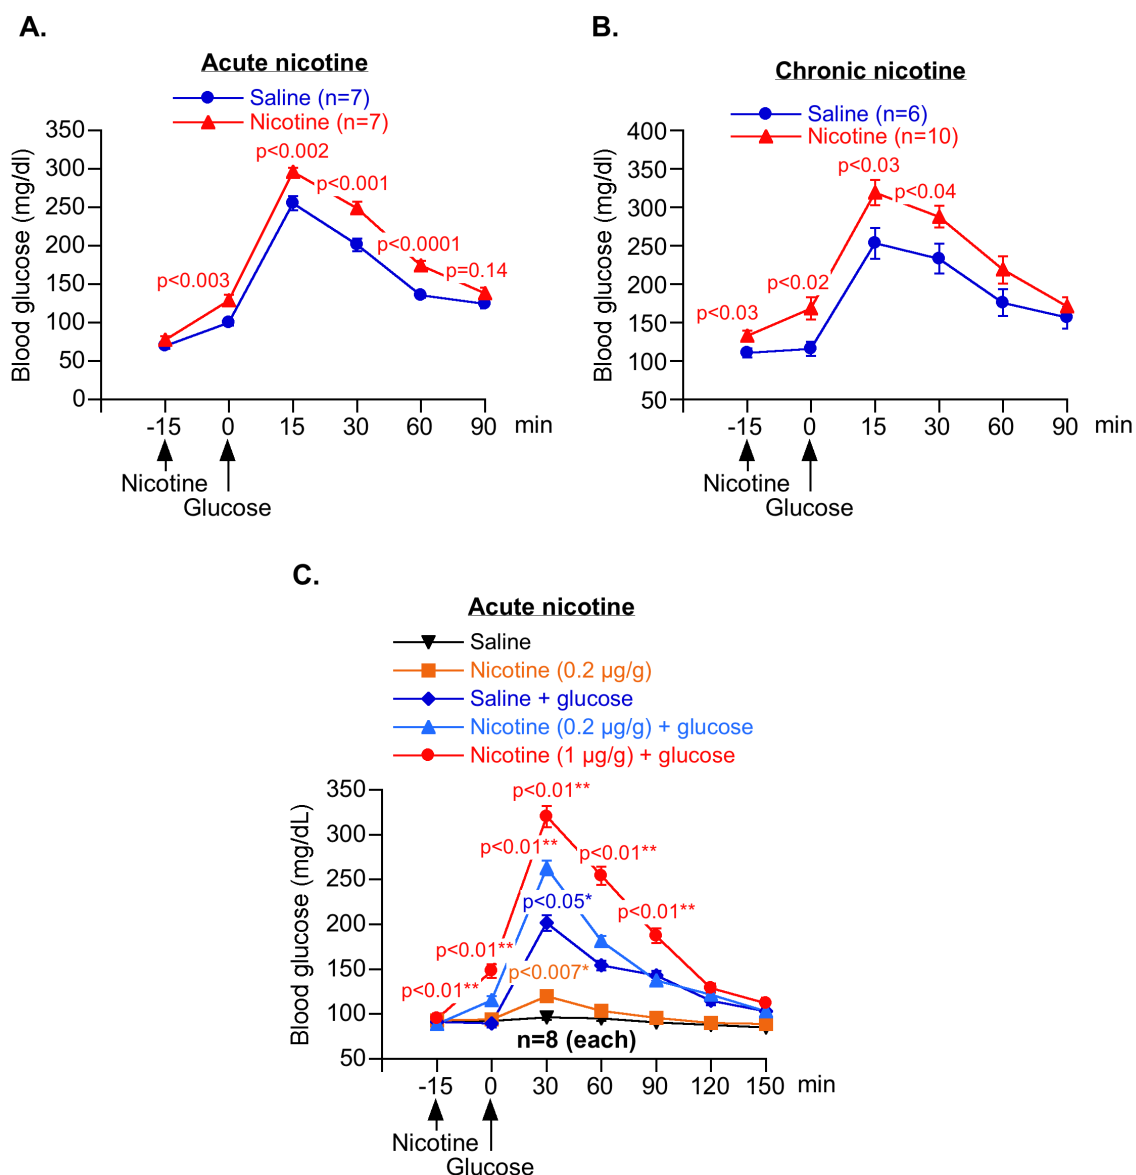 A.
Acute nicotine
Saline (n=7)
Nicotine (n=7)
Blood glucose (mg/dl)
350
300
250
200
150
100
50
0
p<0.003
p<0.002
p<0.001
p<0.0001
p=0.14
-15 0 15 30 60 90 min
Nicotine
Glucose
B.
Chronic nicotine
Saline (n=6)
Nicotine (n=10)
Blood glucose (mg/dl)
400
350
300
250
200
150
100
50
p<0.03
p<0.02
p<0.03
p<0.04
-15 0 15 30 60 90 min
Nicotine
Glucose
C.
Acute nicotine
Saline
Nicotine (0.2 µg/g)
Saline + glucose
Nicotine (0.2 µg/g) + glucose
Nicotine (1 µg/g) + glucose
Blood glucose (mg/dL)
350
300
250
200
150
100
50
p<0.01**
p<0.01**
p<0.01**
p<0.05*
p<0.01**
p<0.01**
p<0.007*
p<0.01**
n=8 (each)
-15 0 30 60 90 120 150 min
Nicotine
Glucose